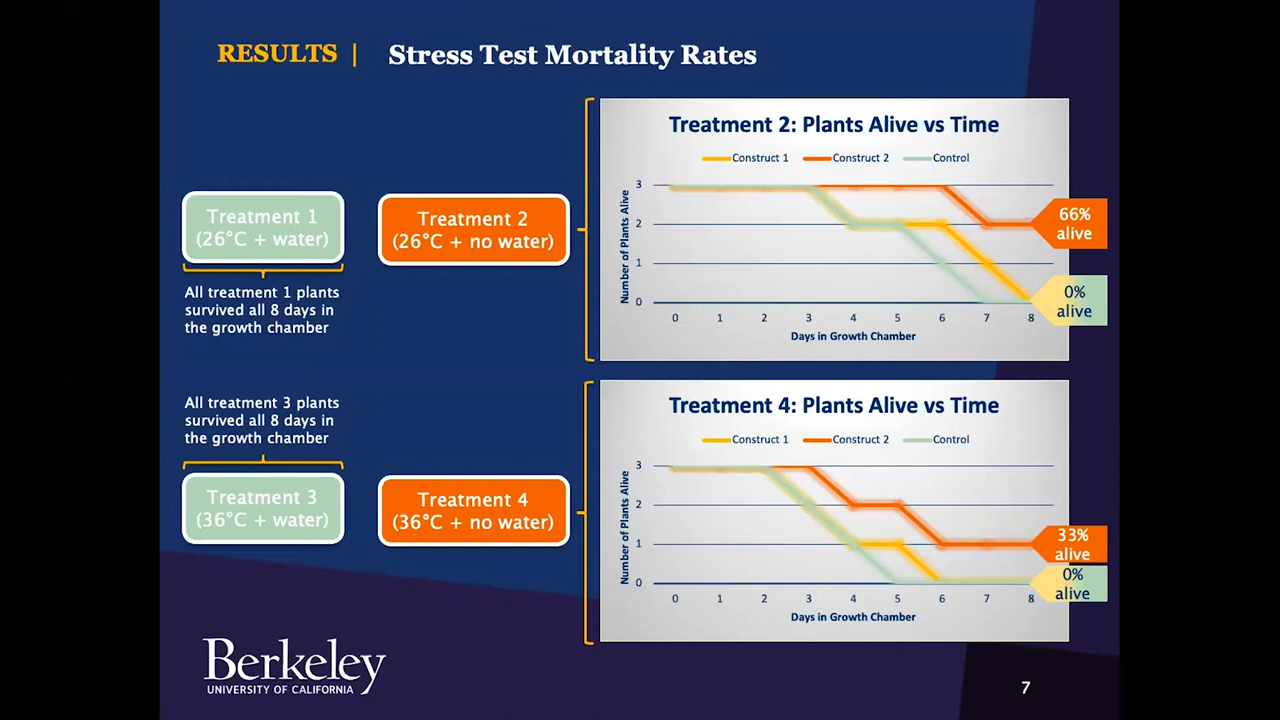 RESULTS | Stress Test Mortality Rates
Treatment 1
(26°C + water)
All treatment 1 plants
survived all 8 days in
the growth chamber
Treatment 2
(26°C + no water)
Treatment 2: Plants Alive vs Time
Construct 1 Construct 2 Control
Number of Plants Alive
3
2
1
0
0 1 2 3 4 5 6 7 8
Days in Growth Chamber
66%
alive
0%
alive
All treatment 3 plants
survived all 8 days in
the growth chamber
Treatment 3
(36°C + water)
Treatment 4
(36°C + no water)
Treatment 4: Plants Alive vs Time
Construct 1 Construct 2 Control
Number of Plants Alive
3
2
1
0
0 1 2 3 4 5 6 7 8
Days in Growth Chamber
33%
alive
0%
alive
Berkeley
UNIVERSITY OF CALIFORNIA
7